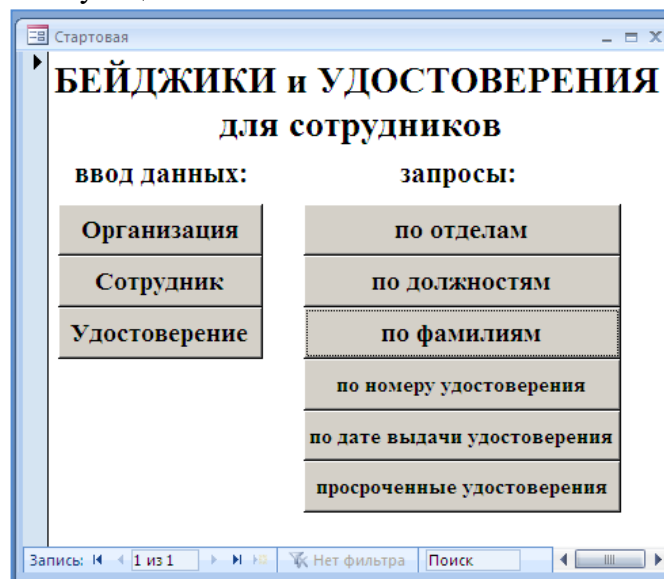 Стартовая
БЕЙДЖИКИ и УДОСТОВЕРЕНИЯ
для сотрудников
ввод данных:
запросы:
Организация
Сотрудник
Удостоверение
по отделам
по должностям
по фамилиям
по номеру удостоверения
по дате выдачи удостоверения
просроченные удостоверения
Запись: 1 из 1 Нет фильтра Поиск